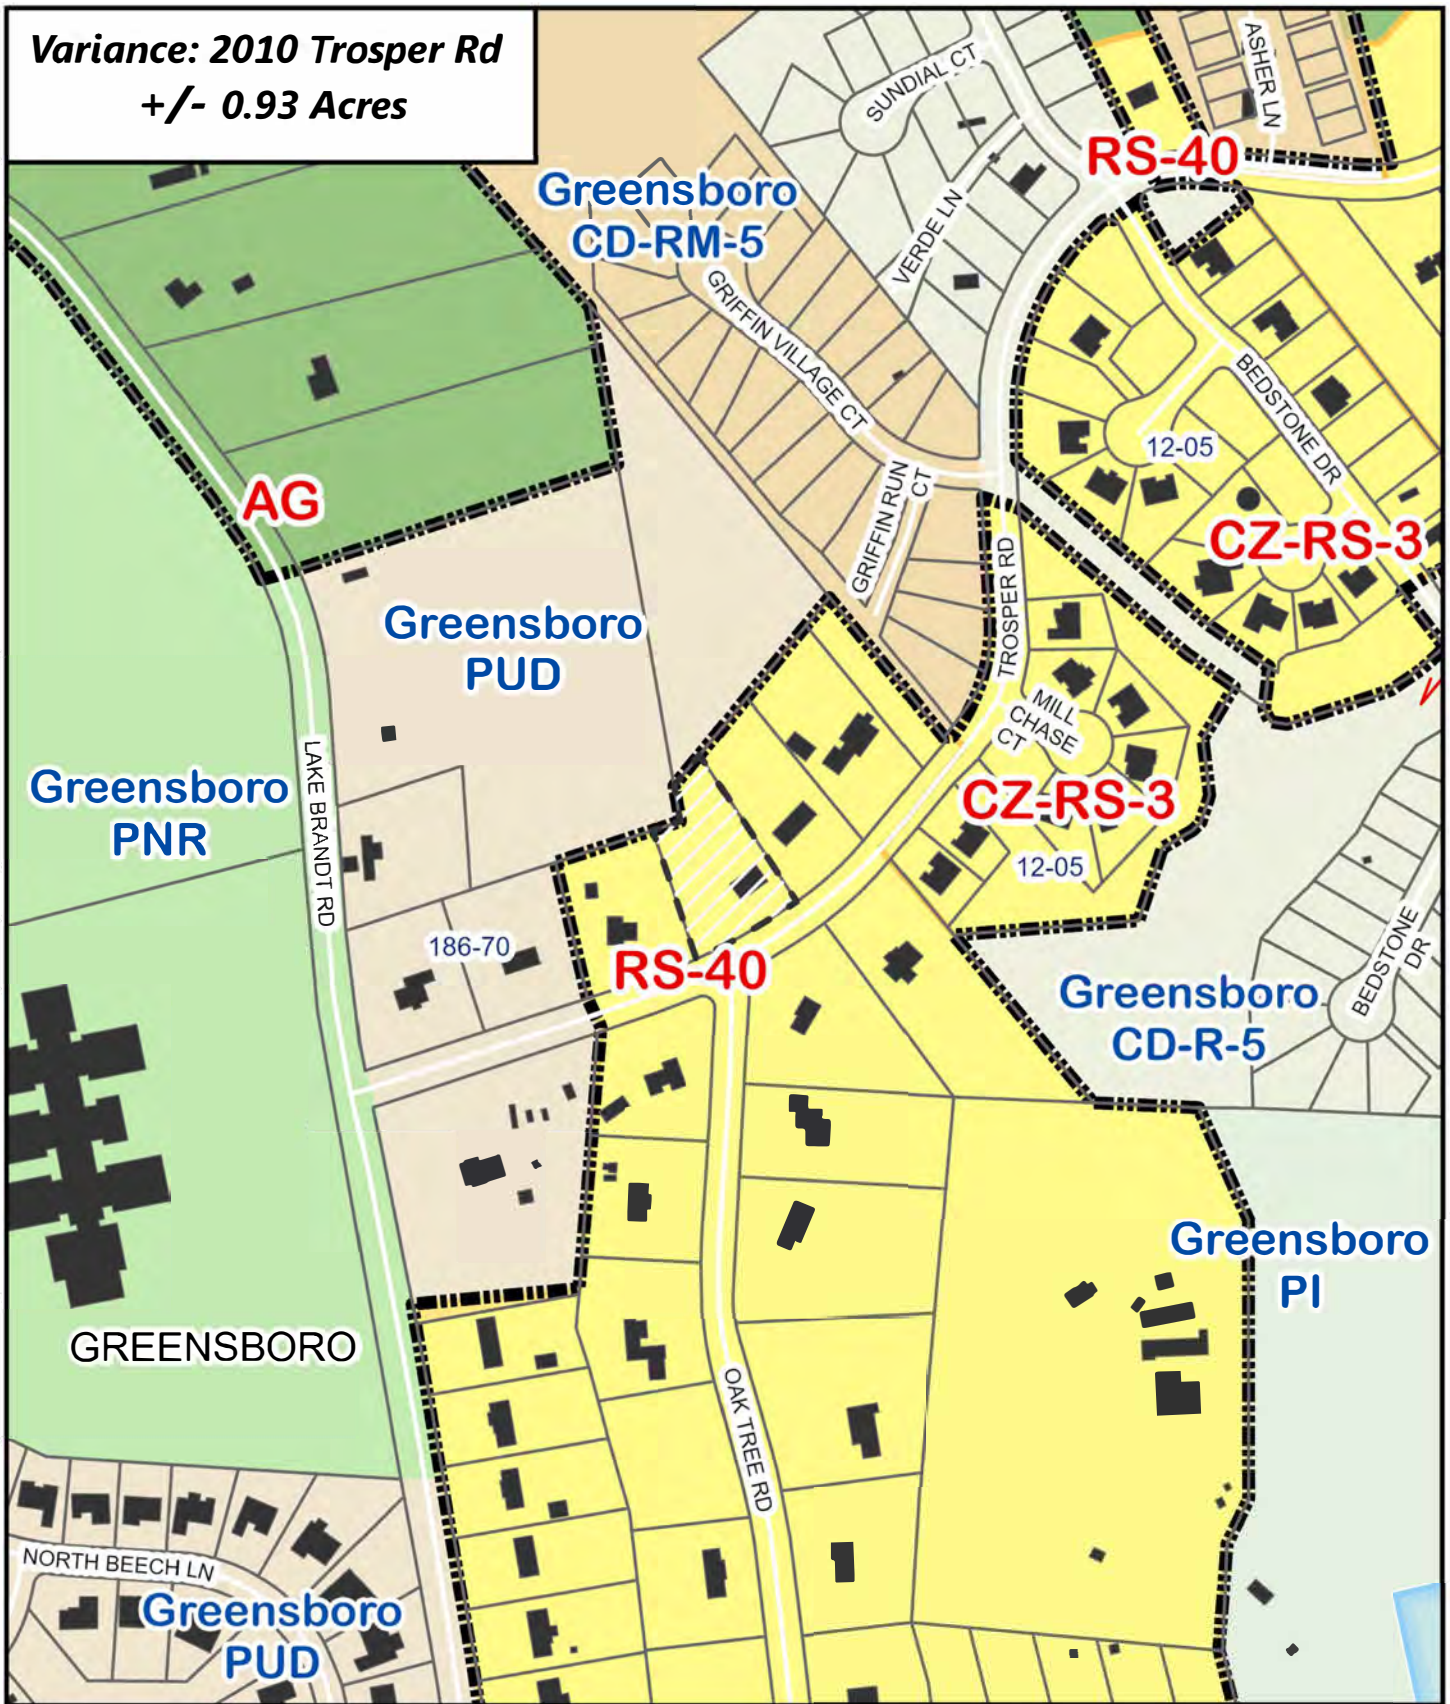 Variance: 2010 Trosper Rd
+/- 0.93 Acres
SUNDIAL CT
ASHER LN
RS-40
Greensboro
CD-RM-5
VERDE LN
GRIFFIN VILLAGE CT
BEDSTONE DR
12-05
AG
GRIFFIN RUN
CT
CZ-RS-3
TROSPER RD
Greensboro
PUD
MILL
CHASE
CT
LAKE BRANDT RD
Greensboro
PNR
CZ-RS-3
12-05
186-70
RS-40
BEDSTONE
DR
Greensboro
CD-R-5
Greensboro
PI
GREENSBORO
OAK TREE RD
NORTH BEECH LN
Greensboro
PUD